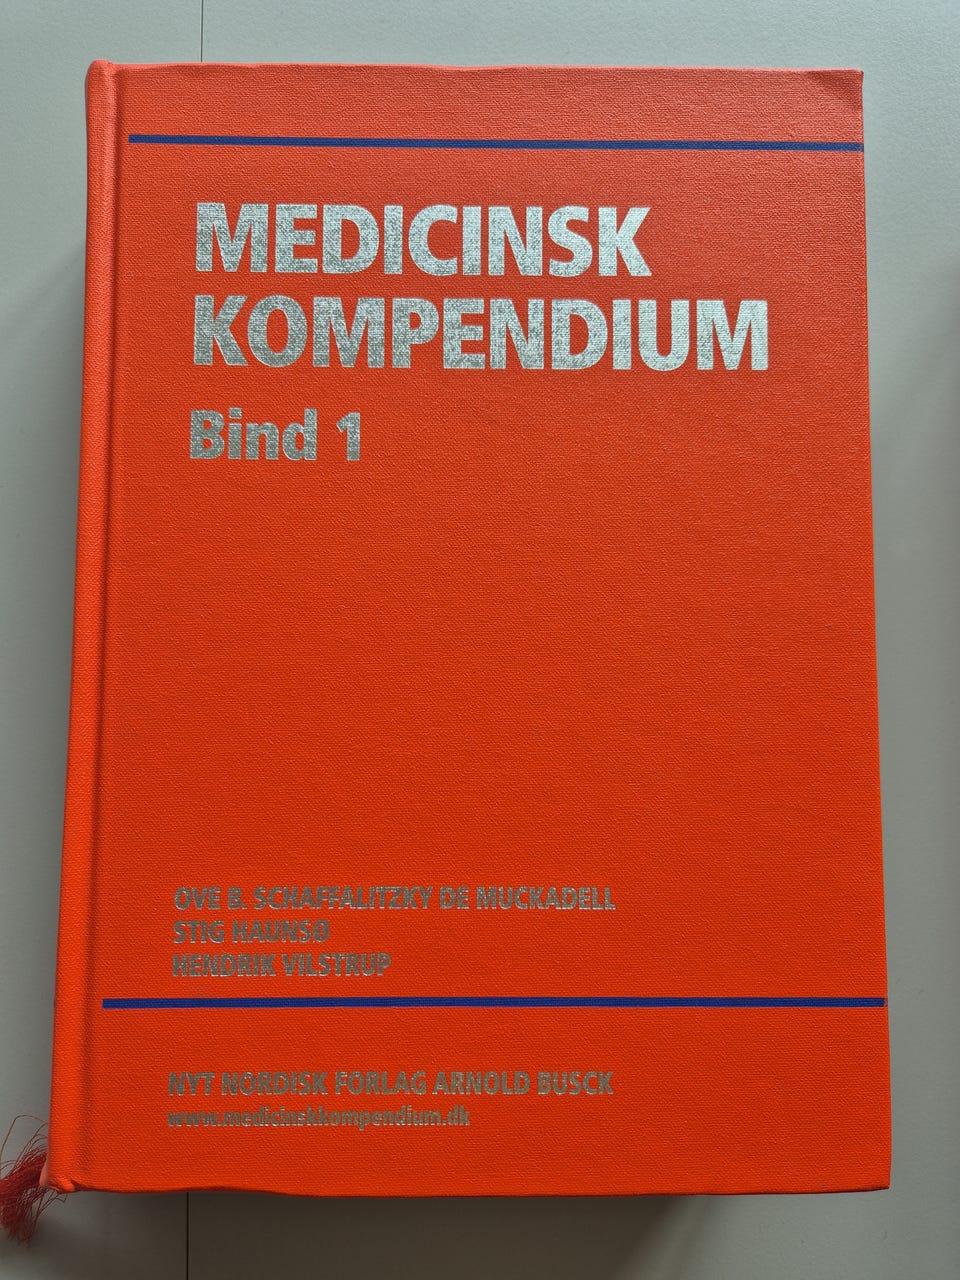 MEDICINSK
KOMPENDIUM
Bind 1
OVE B. SCHAFFALITZKY DE MUCKADELL
STIG HAUNSØ
HENDRIK VILSTRUP
NYT NORDISK FORLAG ARNOLD BUSCK
www.medicinskkompendium.dk